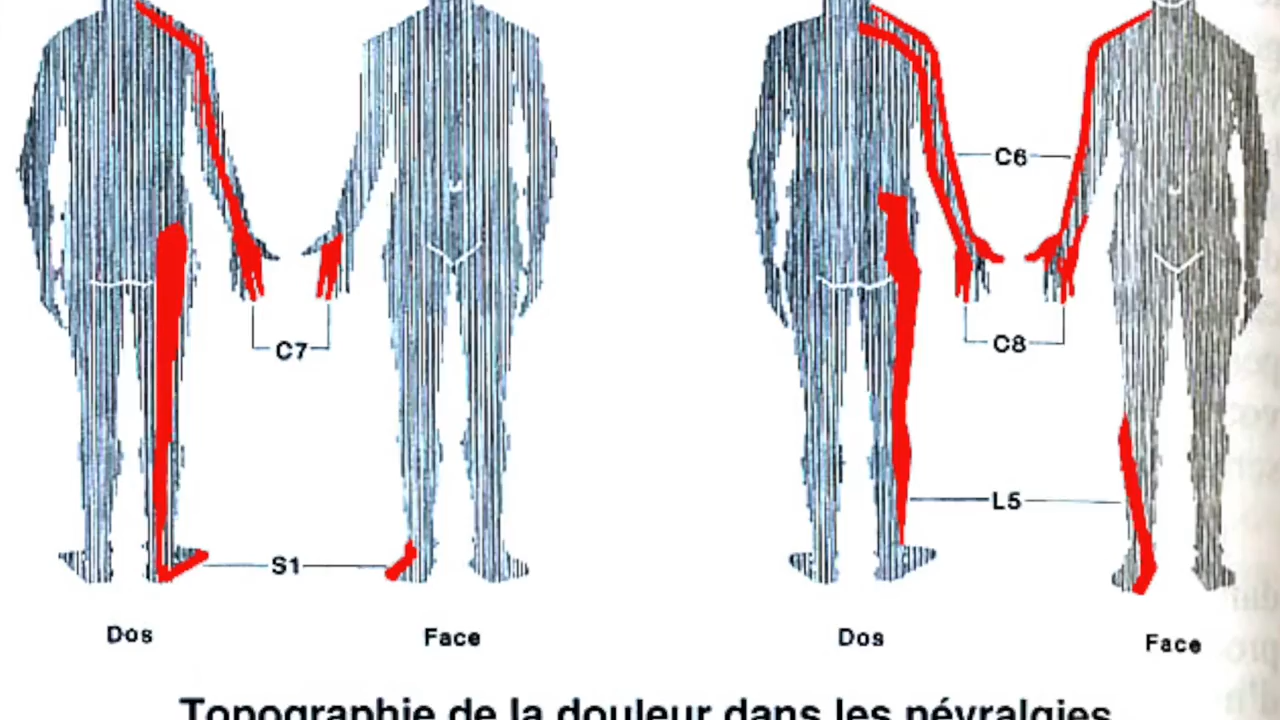 C6
C7
C8
L5
S1
Dos
Face
Dos
Face
Topographie de la douleur dans les névralgies